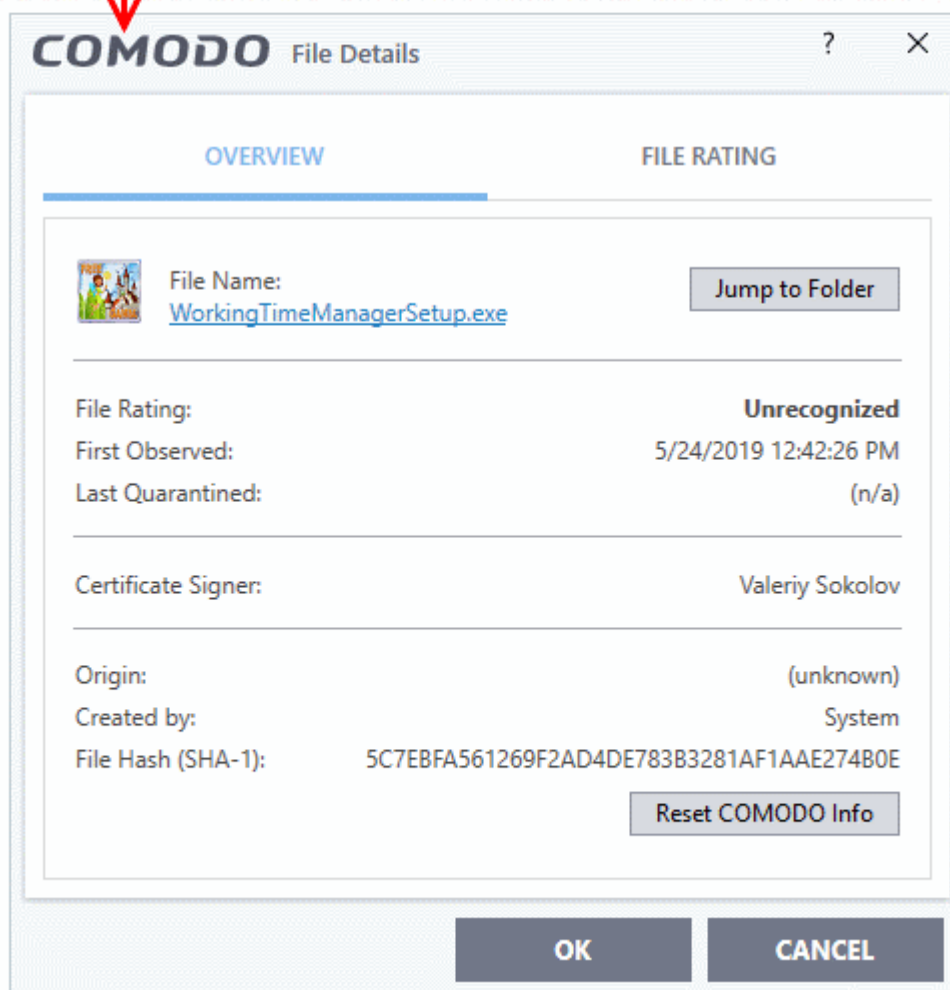 COMODO File Details ?
OVERVIEW FILE RATING
File Name:
WorkingTimeManagerSetup.exe
Jump to Folder
File Rating: Unrecognized
First Observed: 5/24/2019 12:42:26 PM
Last Quarantined: (n/a)
Certificate Signer: Valeriy Sokolov
Origin: (unknown)
Created by: System
File Hash (SHA-1): 5C7EBFA561269F2AD4DE783B3281AF1AAE274B0E
Reset COMODO Info
OK CANCEL